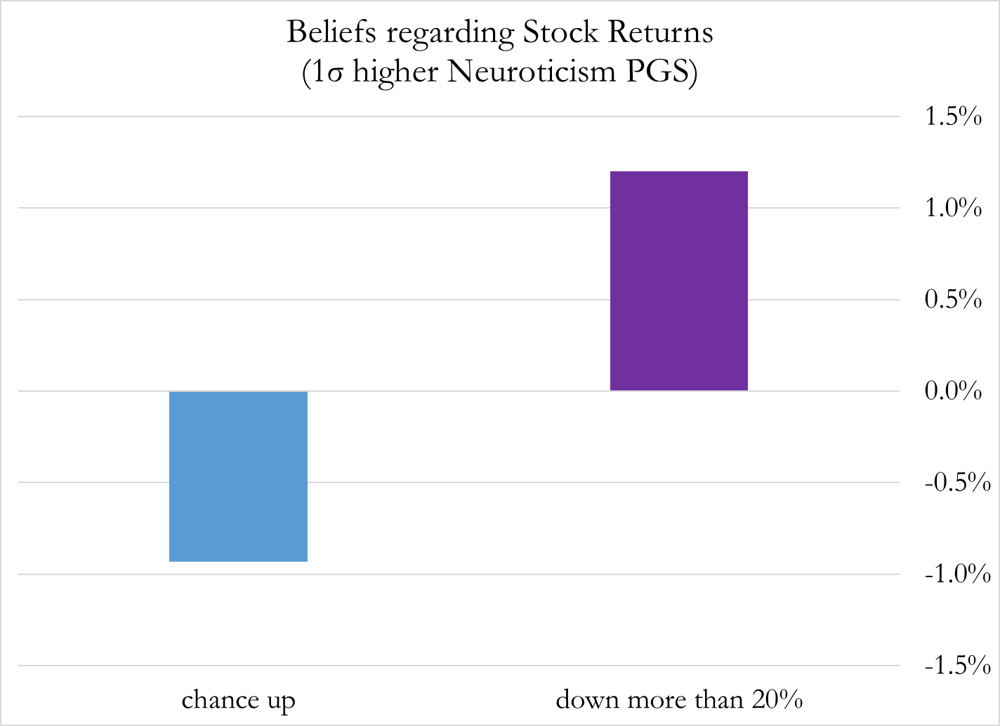 Beliefs regarding Stock Returns
(1σ higher Neuroticism PGS)
1.5%
1.0%
0.5%
0.0%
-0.5%
-1.0%
-1.5%
chance up
down more than 20%